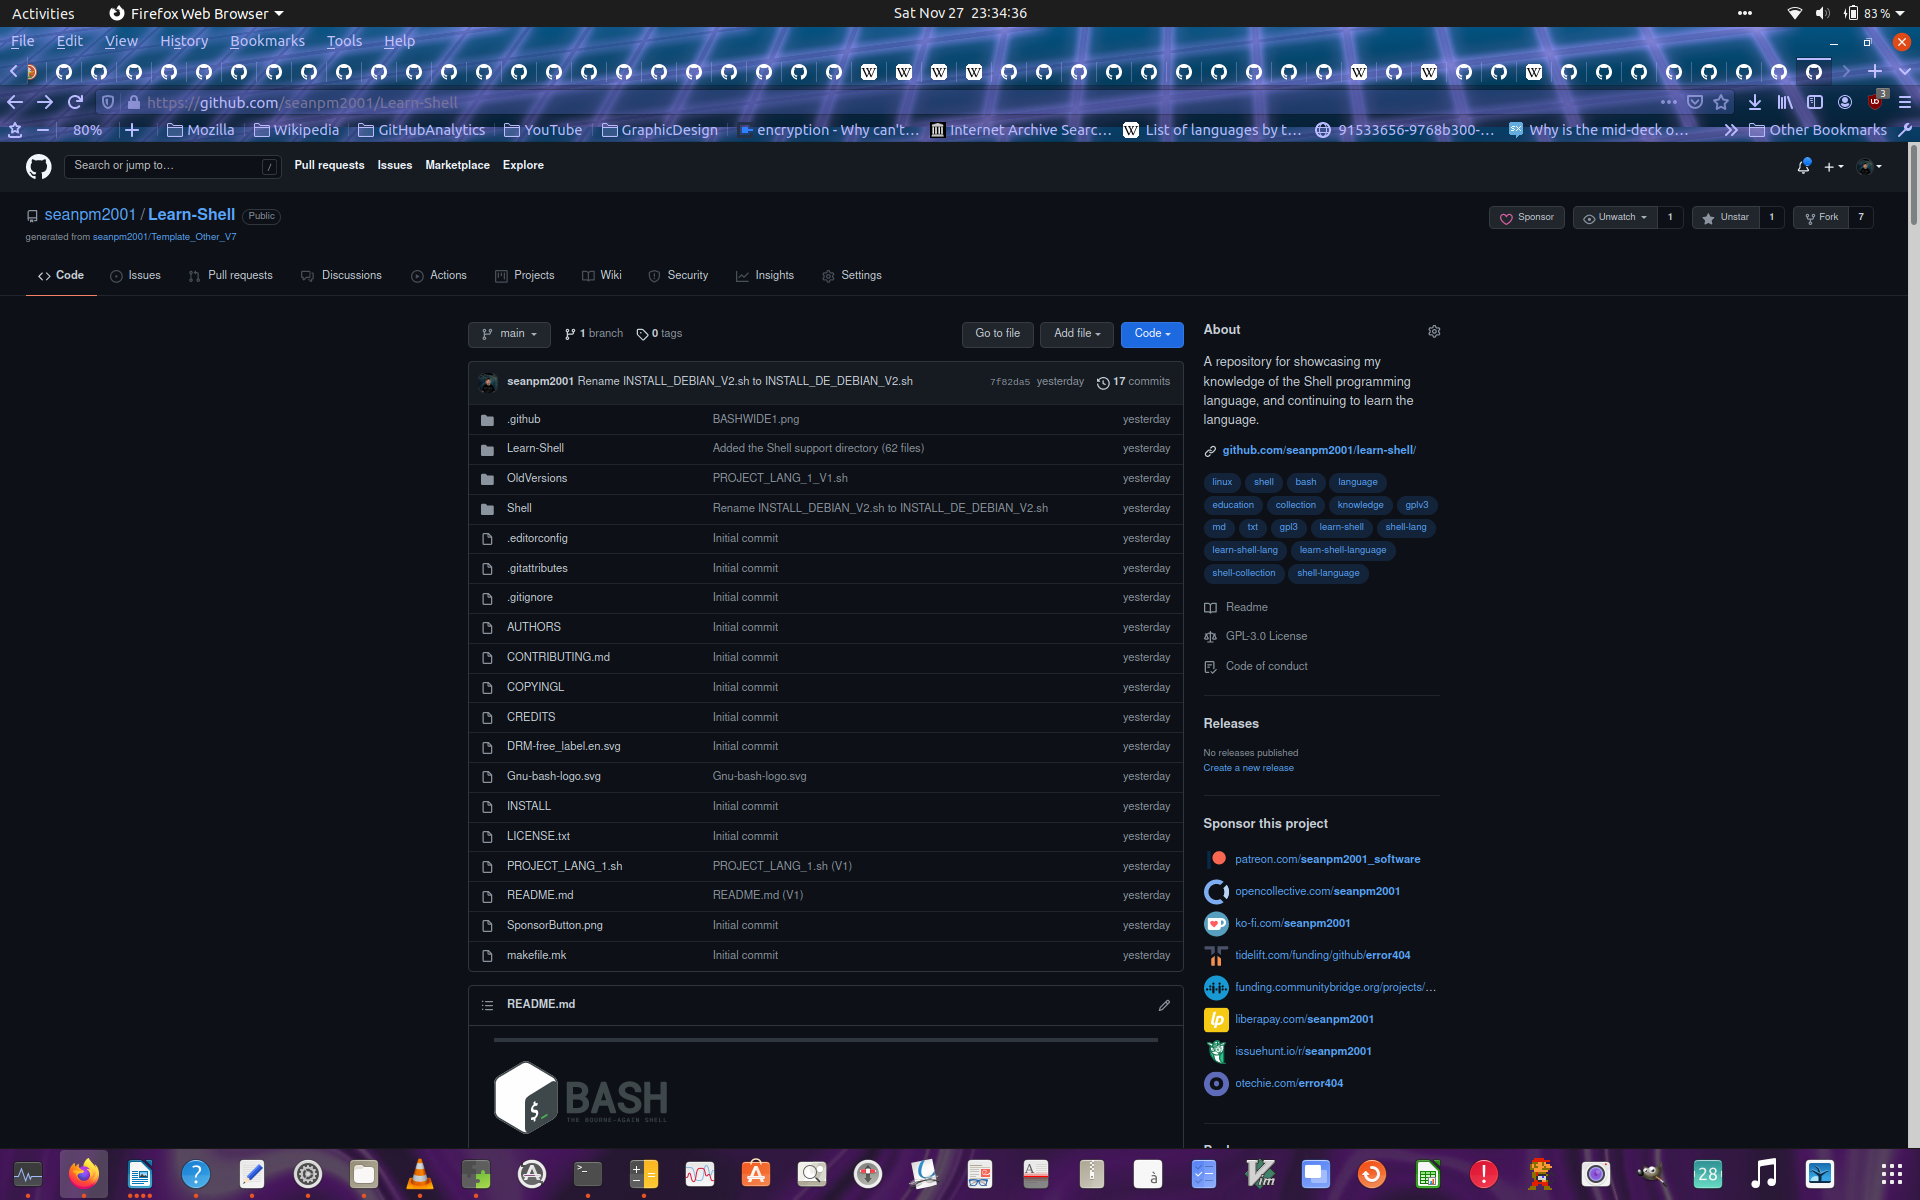 Activities Firefox Web Browser Sat Nov 27 23:34:36 83 %
File Edit View History Bookmarks Tools Help
https://github.com/seanpm2001/Learn-Shell 3
80% Mozilla Wikipedia GitHubAnalytics YouTube GraphicDesign encryption - Why can't… Internet Archive Searc… List of languages by t… 91533656-9768b300-… Why is the mid-deck o… Other Bookmarks
Search or jump to… / Pull requests Issues Marketplace Explore
seanpm2001 / Learn-Shell Public Sponsor Unwatch 1 Unstar 1 Fork 7
generated from seanpm2001/Template_Other_V7
Code Issues Pull requests Discussions Actions Projects Wiki Security Insights Settings
main 1 branch 0 tags Go to file Add file Code
seanpm2001 Rename INSTALL_DEBIAN_V2.sh to INSTALL_DE_DEBIAN_V2.sh 7f82da5 yesterday 17 commits
.github BASHWIDE1.png yesterday
Learn-Shell Added the Shell support directory (62 files) yesterday
OldVersions PROJECT_LANG_1_V1.sh yesterday
Shell Rename INSTALL_DEBIAN_V2.sh to INSTALL_DE_DEBIAN_V2.sh yesterday
.editorconfig Initial commit yesterday
.gitattributes Initial commit yesterday
.gitignore Initial commit yesterday
AUTHORS Initial commit yesterday
CONTRIBUTING.md Initial commit yesterday
COPYINGL Initial commit yesterday
CREDITS Initial commit yesterday
DRM-free_label.en.svg Initial commit yesterday
Gnu-bash-logo.svg Gnu-bash-logo.svg yesterday
INSTALL Initial commit yesterday
LICENSE.txt Initial commit yesterday
PROJECT_LANG_1.sh PROJECT_LANG_1.sh (V1) yesterday
README.md README.md (V1) yesterday
SponsorButton.png Initial commit yesterday
makefile.mk Initial commit yesterday
README.md
BASH
THE BOURNE-AGAIN SHELL
About
A repository for showcasing my
knowledge of the Shell programming
language, and continuing to learn the
language.
github.com/seanpm2001/learn-shell/
linux shell bash language
education collection knowledge gplv3
md txt gpl3 learn-shell shell-lang
learn-shell-lang learn-shell-language
shell-collection shell-language
Readme
GPL-3.0 License
Code of conduct
Releases
No releases published
Create a new release
Sponsor this project
patreon.com/seanpm2001_software
opencollective.com/seanpm2001
ko-fi.com/seanpm2001
tidelift.com/funding/github/error404
funding.communitybridge.org/projects/…
liberapay.com/seanpm2001
issuehunt.io/r/seanpm2001
otechie.com/error404
28